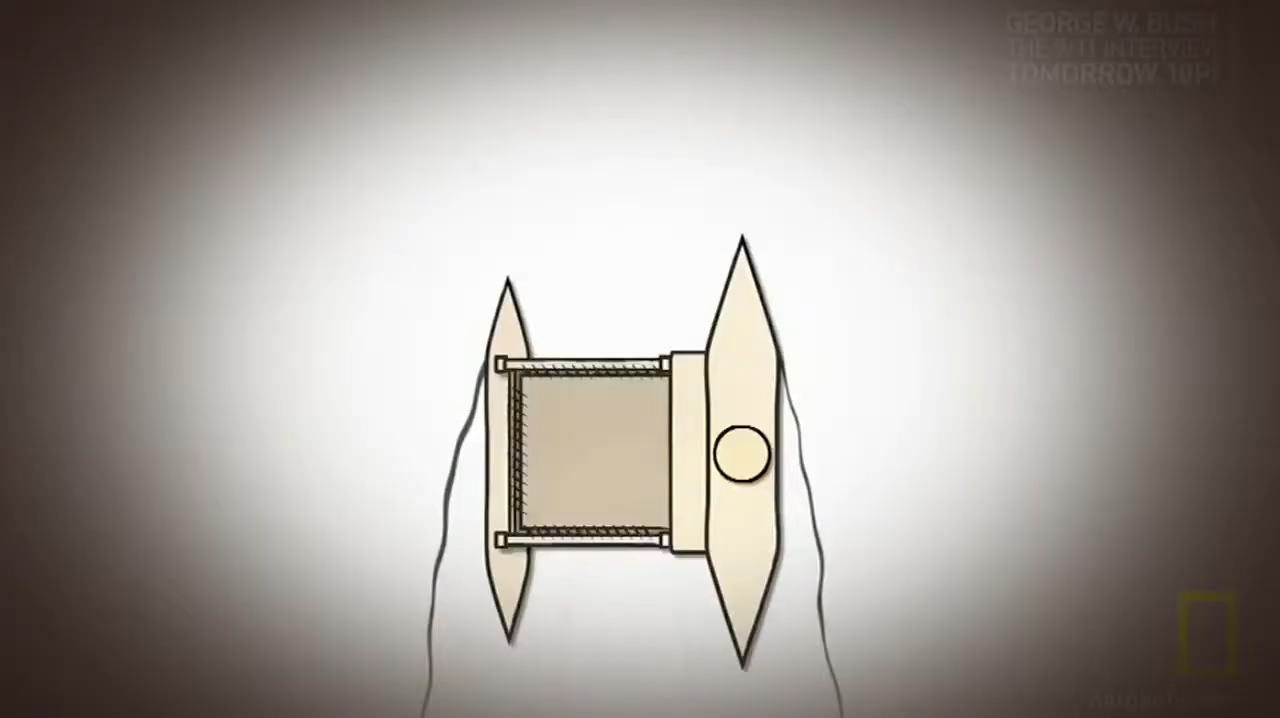 GEORGE W. BUSH
THE 9/11 INTERVIEW
TOMORROW 10P